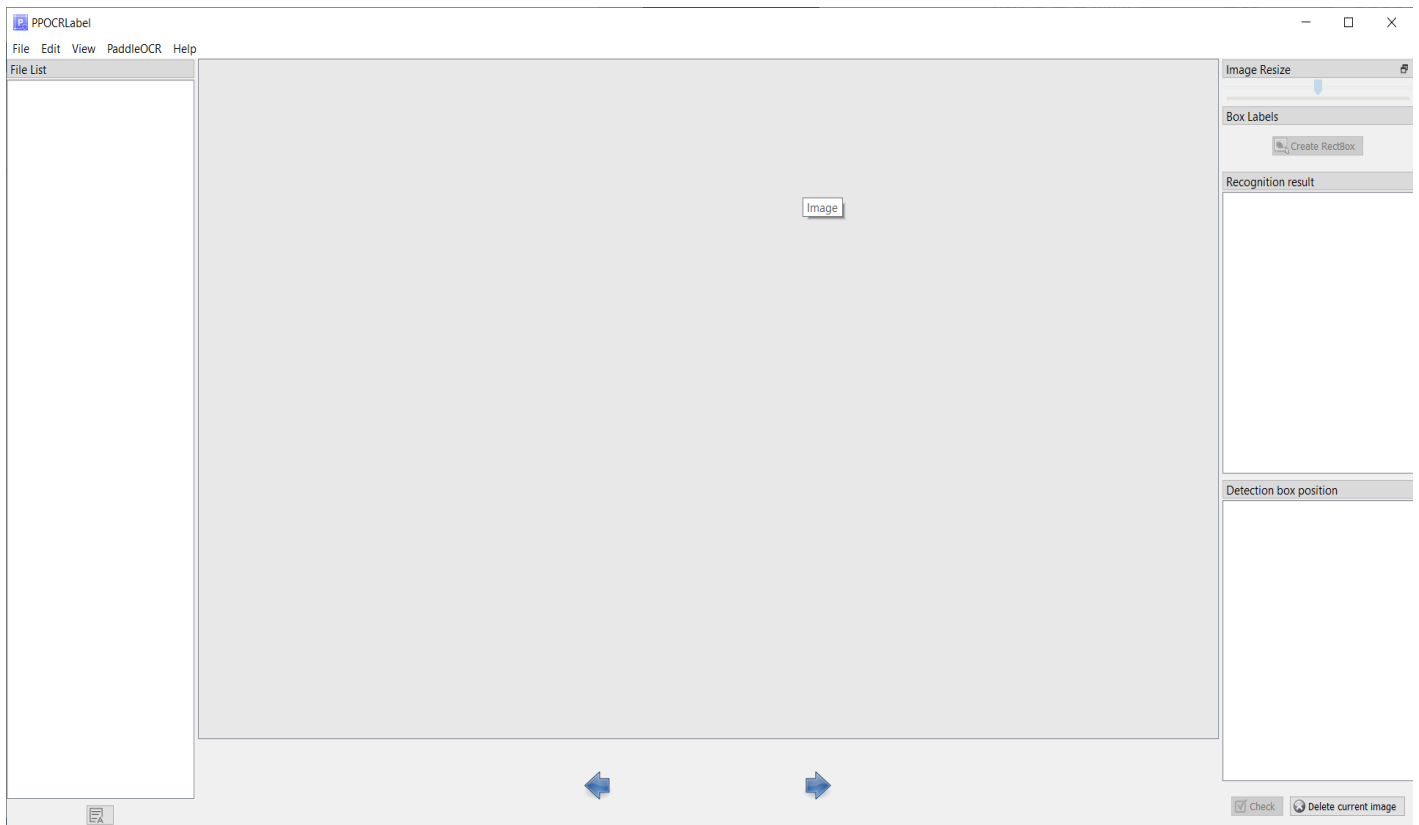 PPOCRLabel
File Edit View PaddleOCR Help
File List
Image
Image Resize
Box Labels
Create RectBox
Recognition result
Detection box position
Check Delete current image